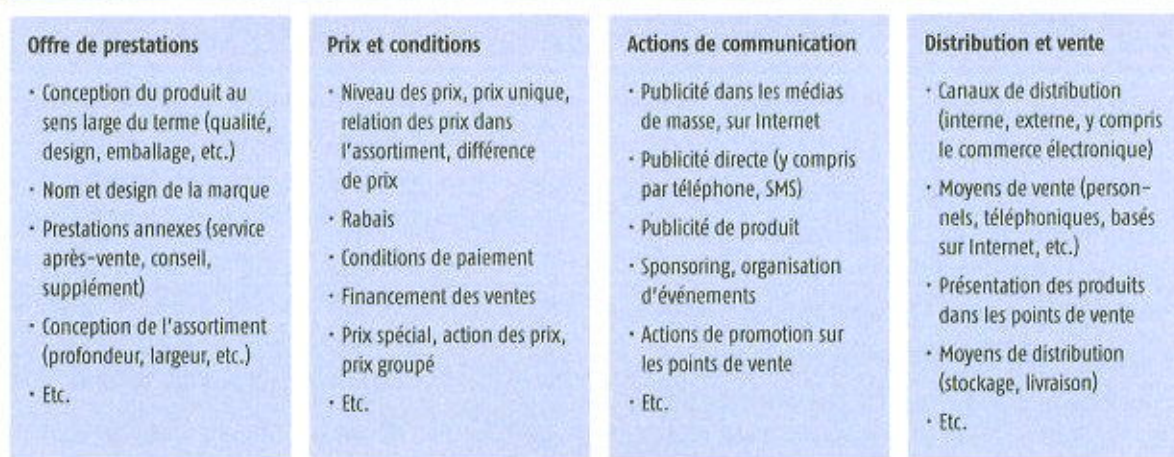 Offre de prestations
· Conception du produit au
sens large du terme (qualité,
design, emballage, etc.)
· Nom et design de la marque
· Prestations annexes (service
après-vente, conseil,
supplément)
· Conception de l'assortiment
(profondeur, largeur, etc.)
· Etc.
Prix et conditions
· Niveau des prix, prix unique,
relation des prix dans
l'assortiment, différence
de prix
· Rabais
· Conditions de paiement
· Financement des ventes
· Prix spécial, action des prix,
prix groupé
· Etc.
Actions de communication
· Publicité dans les médias
de masse, sur Internet
· Publicité directe (y compris
par téléphone, SMS)
· Publicité de produit
· Sponsoring, organisation
d'événements
· Actions de promotion sur
les points de vente
· Etc.
Distribution et vente
· Canaux de distribution
(interne, externe, y compris
le commerce électronique)
· Moyens de vente (person-
nels, téléphoniques, basés
sur Internet, etc.)
· Présentation des produits
dans les points de vente
· Moyens de distribution
(stockage, livraison)
· Etc.